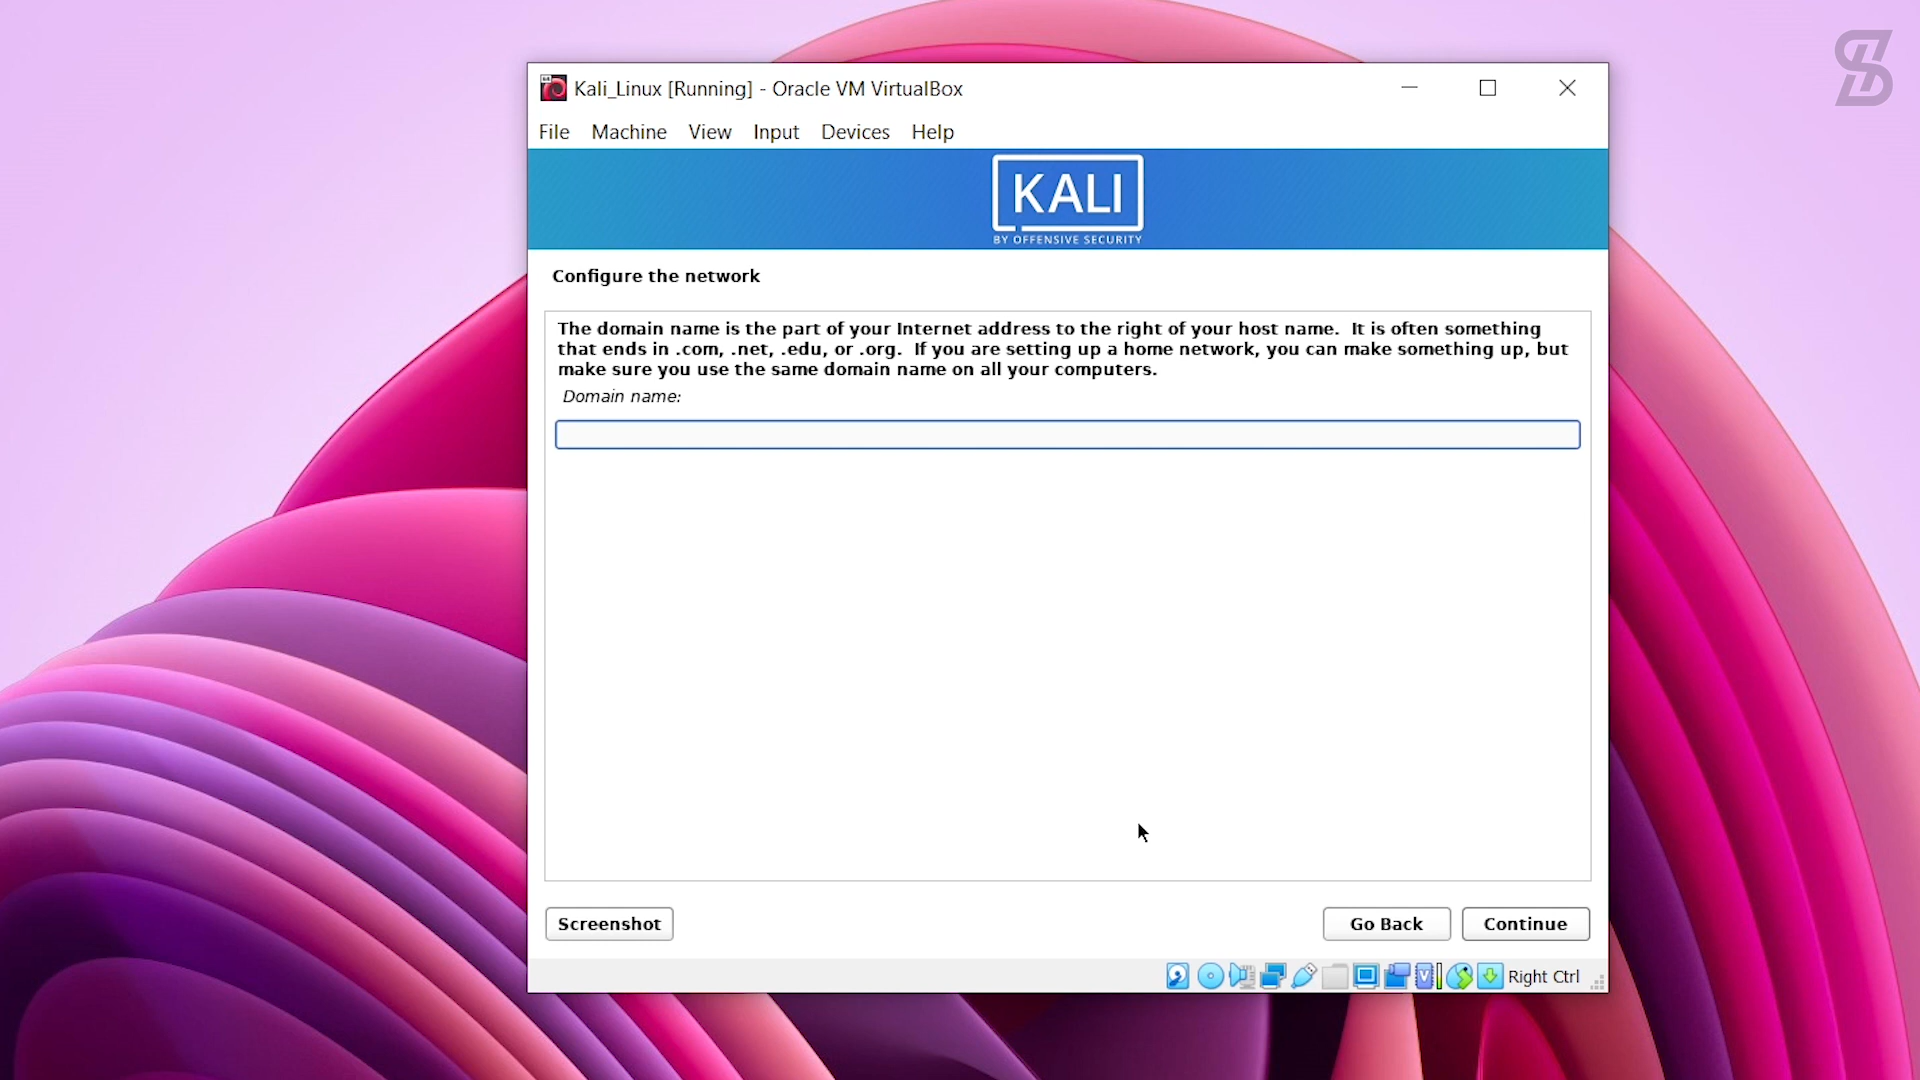 Kali_Linux [Running] - Oracle VM VirtualBox
File Machine View Input Devices Help
KALI
BY OFFENSIVE SECURITY
Configure the network
The domain name is the part of your Internet address to the right of your host name.  It is often something
that ends in .com, .net, .edu, or .org.  If you are setting up a home network, you can make something up, but
make sure you use the same domain name on all your computers.
Domain name:
Screenshot Go Back Continue
Right Ctrl